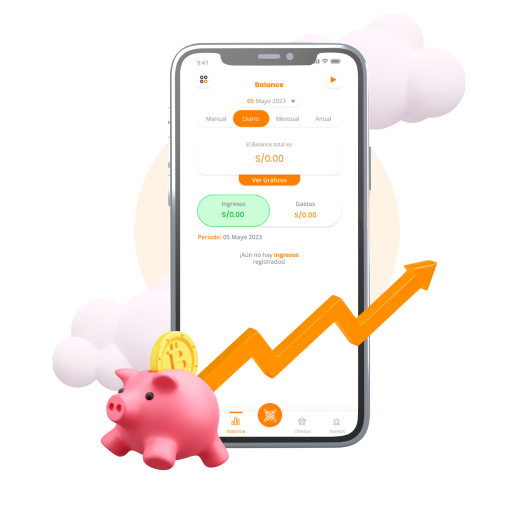 9:41
Balance
05 Mayo 2023
Manual Diario Mensual Anual
El Balance total es
S/0.00
Ver Gráficos
Ingresos Gastos
S/0.00 S/0.00
Periodo: 05 Mayo 2023
¡Aún no hay ingresos
registrados!
Balance Ofertas Alertas